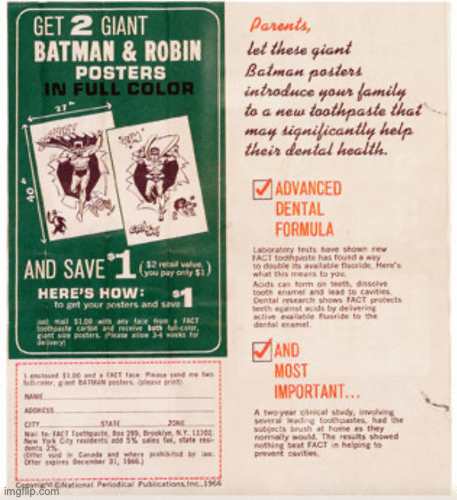 GET 2 GIANT
BATMAN & ROBIN
POSTERS
IN FULL COLOR
27"
40"
AND SAVE $1 ($2 retail value, you pay only $1)
HERE'S HOW:
to get your posters and save $1
Just mail $1.00 with any face from a FACT
toothpaste carton and receive both full-color,
giant size posters. (Please allow 3-4 weeks for
delivery)
I enclosed $1.00 and a FACT face. Please send me two
full-color, giant BATMAN posters. (please print)
NAME
ADDRESS
CITY STATE ZONE
Mail to: FACT Toothpaste, Box 295, Brooklyn, N.Y. 11202.
New York City residents add 5% sales tax, state resi-
dents 2%.
(Offer void in Canada and where prohibited by law.
Offer expires December 31, 1966.)
Copyright © National Periodical Publications, Inc., 1966
Parents,
let these giant
Batman posters
introduce your family
to a new toothpaste that
may significantly help
their dental health.
ADVANCED
DENTAL
FORMULA
Laboratory tests have shown new
FACT toothpaste has found a way
to double its available fluoride. Here's
what this means to you.
Acids can form on teeth, dissolve
tooth enamel and lead to cavities.
Dental research shows FACT protects
teeth against acids by delivering
active available fluoride to the
dental enamel.
AND
MOST
IMPORTANT...
A two-year clinical study, involving
several leading toothpastes, had the
subjects brush at home as they
normally would. The results showed
nothing beat FACT in helping to
prevent cavities.
imgflip.com